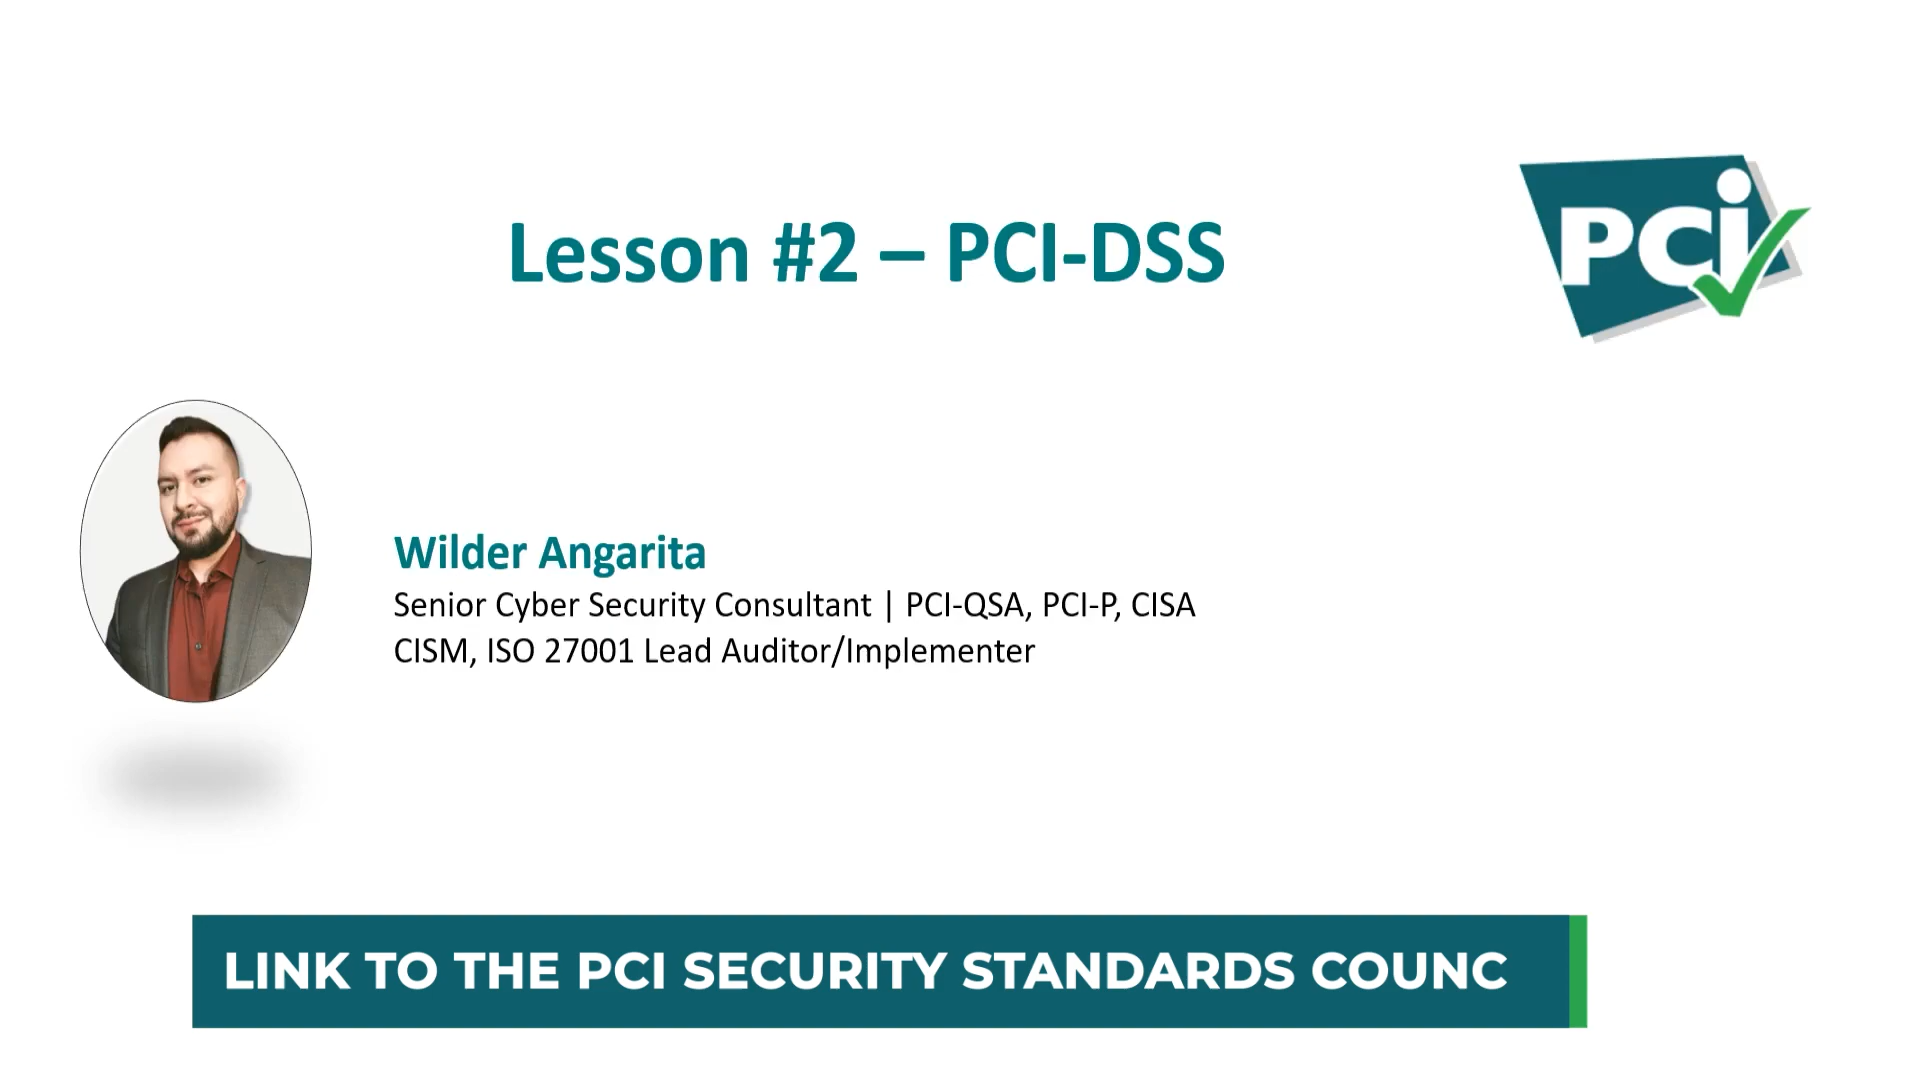 Lesson #2 – PCI-DSS
PCi
Wilder Angarita
Senior Cyber Security Consultant | PCI-QSA, PCI-P, CISA
CISM, ISO 27001 Lead Auditor/Implementer
LINK TO THE PCI SECURITY STANDARDS COUNC